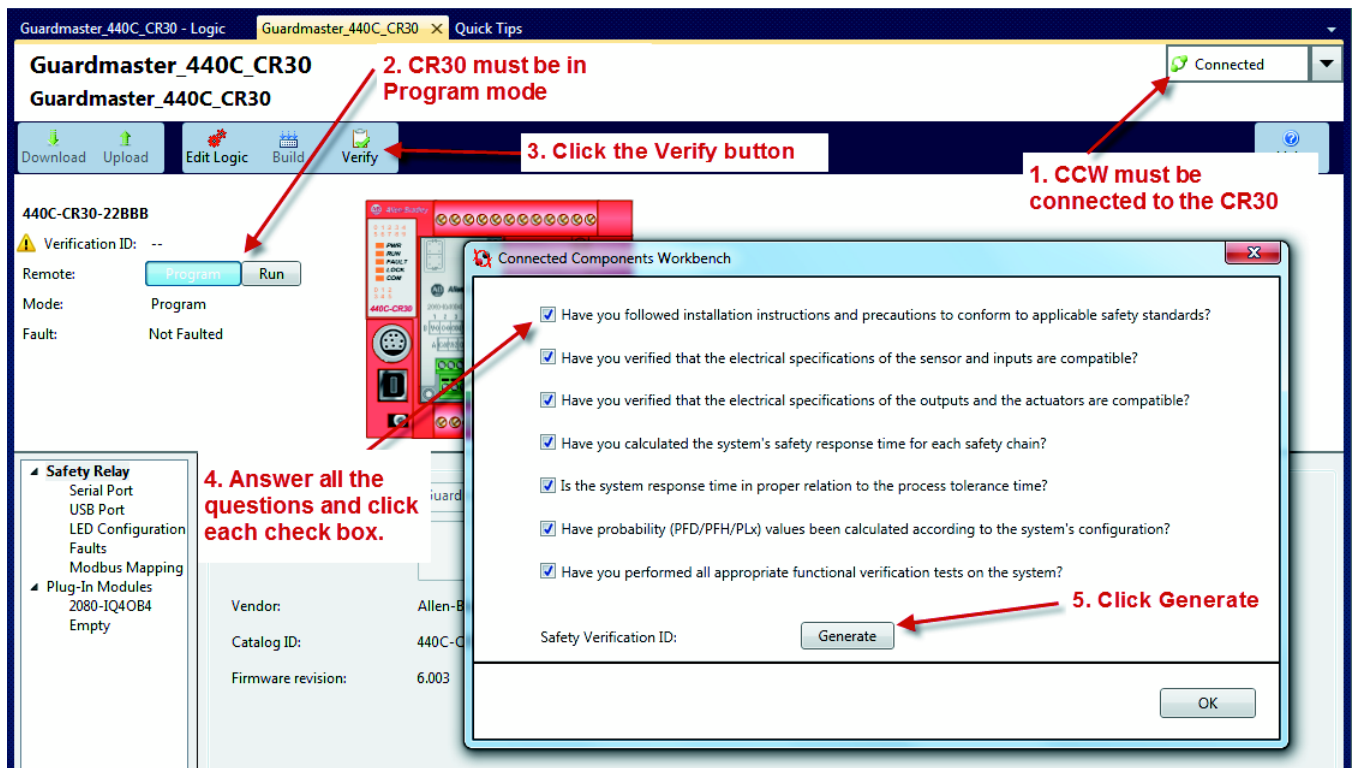 Guardmaster_440C_CR30 - Logic
Guardmaster_440C_CR30
Quick Tips
Guardmaster_440C_CR30
Guardmaster_440C_CR30
2. CR30 must be in
Program mode
Connected
Download
Upload
Edit Logic
Build
Verify
3. Click the Verify button
1. CCW must be
connected to the CR30
440C-CR30-22BBB
Verification ID: --
Remote:
Program
Run
Mode: Program
Fault: Not Faulted
PWR
RUN
FAULT
LOCK
COM
440C-CR30
Connected Components Workbench
Have you followed installation instructions and precautions to conform to applicable safety standards?
Have you verified that the electrical specifications of the sensor and inputs are compatible?
Have you verified that the electrical specifications of the outputs and the actuators are compatible?
Have you calculated the system's safety response time for each safety chain?
Is the system response time in proper relation to the process tolerance time?
Have probability (PFD/PFH/PLx) values been calculated according to the system's configuration?
Have you performed all appropriate functional verification tests on the system?
5. Click Generate
Safety Verification ID:
Generate
OK
4. Answer all the
questions and click
each check box.
Safety Relay
Serial Port
USB Port
LED Configuration
Faults
Modbus Mapping
Plug-In Modules
2080-IQ4OB4
Empty
Guard
Vendor: Allen-B
Catalog ID: 440C-C
Firmware revision: 6.003